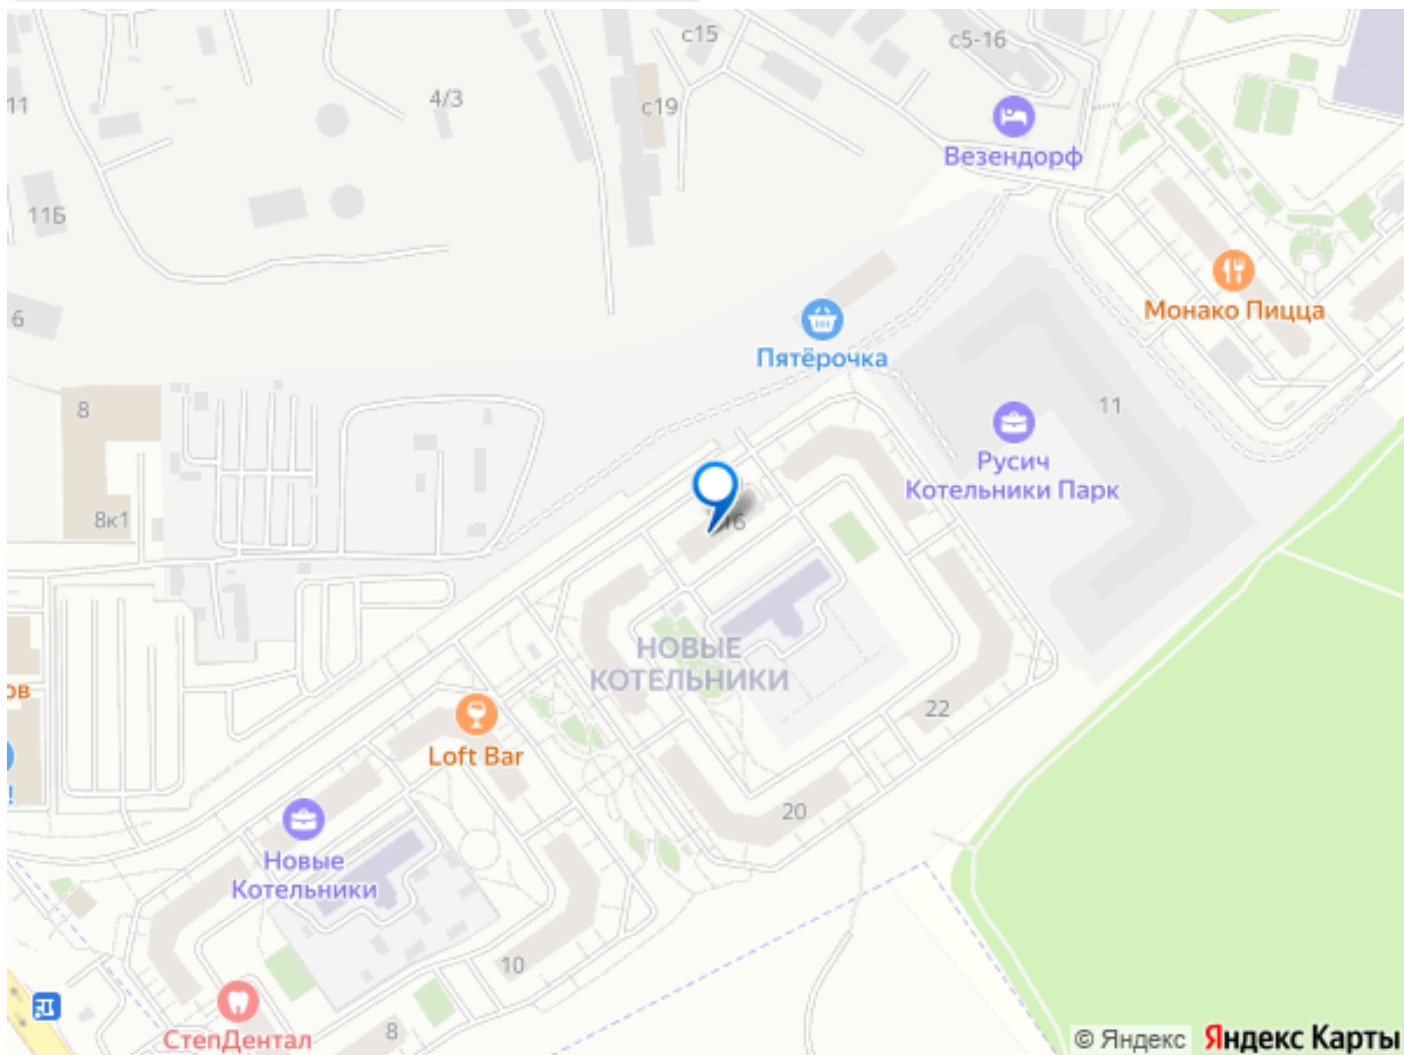 с15
с5-16
11
4/3
с19
Везендорф
11Б
Монако Пицца
6
Пятёрочка
8
11
Русич
Котельники Парк
8к1
16
НОВЫЕ
КОТЕЛЬНИКИ
ов
22
Loft Bar
!
20
Новые
Котельники
10
СтепДентал
8
© Яндекс Яндекс Карты